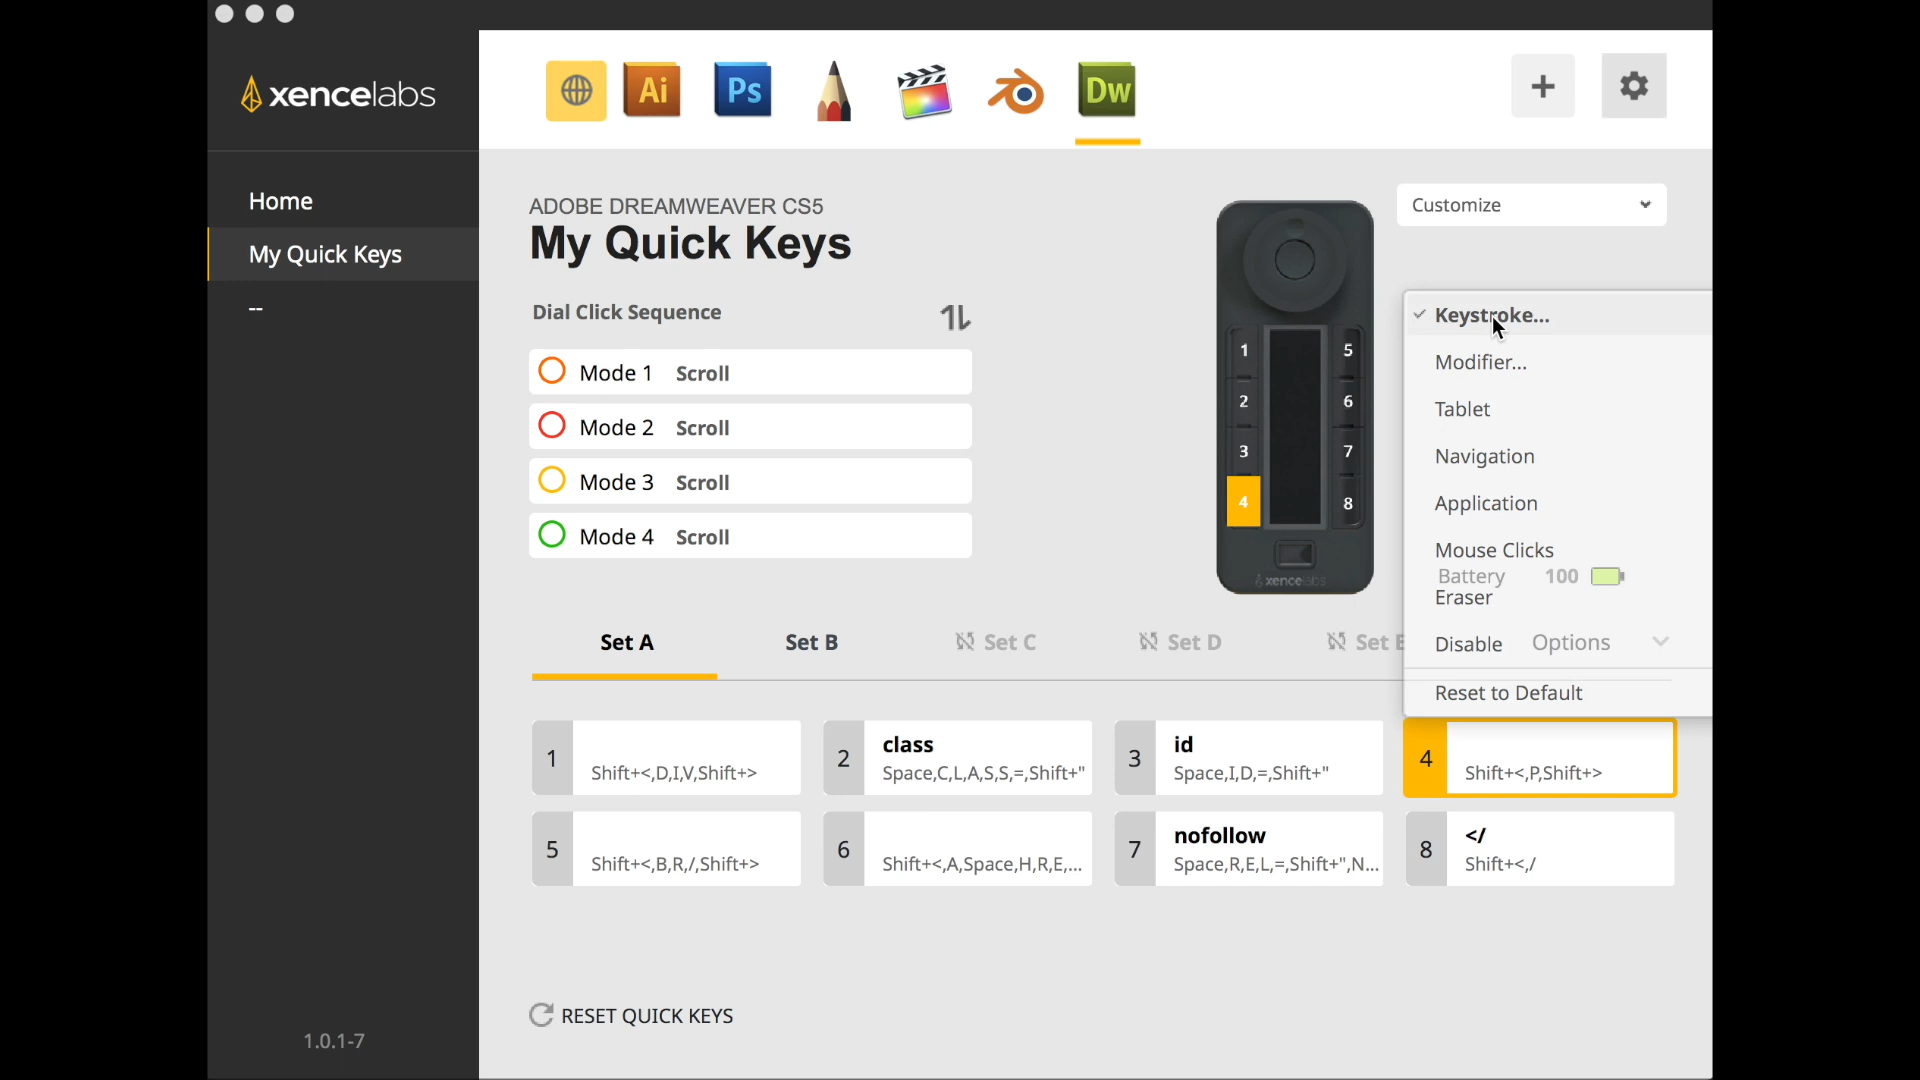 xencelabs
Ai
Ps
Dw
+
Home
My Quick Keys
--
1.0.1-7
ADOBE DREAMWEAVER CS5
My Quick Keys
Customize
Dial Click Sequence
Mode 1 Scroll
Mode 2 Scroll
Mode 3 Scroll
Mode 4 Scroll
1 5
2 6
3 7
4 8
xencelabs
Keystroke...
Modifier...
Tablet
Navigation
Application
Mouse Clicks
Battery 100
Eraser
Disable Options
Reset to Default
Set A Set B Set C Set D Set E
1 Shift+<,D,I,V,Shift+>
2 class
Space,C,L,A,S,S,=,Shift+"
3 id
Space,I,D,=,Shift+"
4 Shift+<,P,Shift+>
5 Shift+<,B,R,/,Shift+>
6 Shift+<,A,Space,H,R,E,...
7 nofollow
Space,R,E,L,=,Shift+",N...
8 </
Shift+<,/
RESET QUICK KEYS